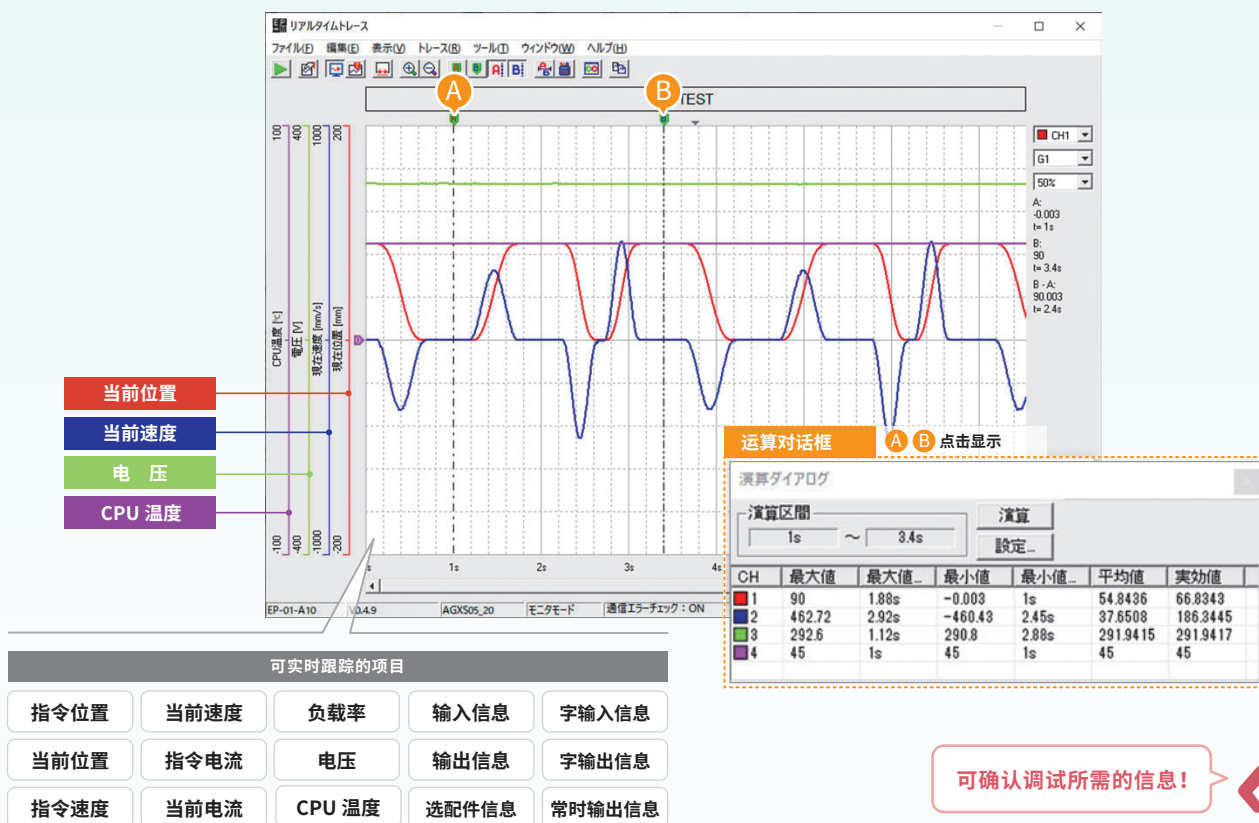 リアルタイムトレース
ファイル(F) 編集(E) 表示(V) トレース(R) ツール(T) ウィンドウ(W) ヘルプ(H)
A
B
TEST
100
400
1000
200
CPU温度 [℃]
電圧 [V]
現在速度 [mm/s]
現在位置 [mm]
-100
-400
-1000
-200
CH1
G1
50%
A:
-0.003
t= 1s
B:
90
t= 3.4s
B - A:
90.003
t= 2.4s
s 1s 2s 3s 4s
EP-01-A10 V0.4.9 AGXS05_20 モニタモード 通信エラーチェック：ON
当前位置
当前速度
电 压
CPU 温度
运算对话框 A B 点击显示
演算ダイアログ
演算区間
1s ～ 3.4s
演算
設定...
CH 最大値 最大値... 最小値 最小値... 平均値 実効値
1 90 1.88s -0.003 1s 54.8436 66.8343
2 462.72 2.92s -460.43 2.45s 37.6508 186.3445
3 292.6 1.12s 290.8 2.88s 291.9415 291.9417
4 45 1s 45 1s 45 45
可实时跟踪的项目
指令位置 当前速度 负载率 输入信息 字输入信息
当前位置 指令电流 电压 输出信息 字输出信息
指令速度 当前电流 CPU 温度 选配件信息 常时输出信息
可确认调试所需的信息！